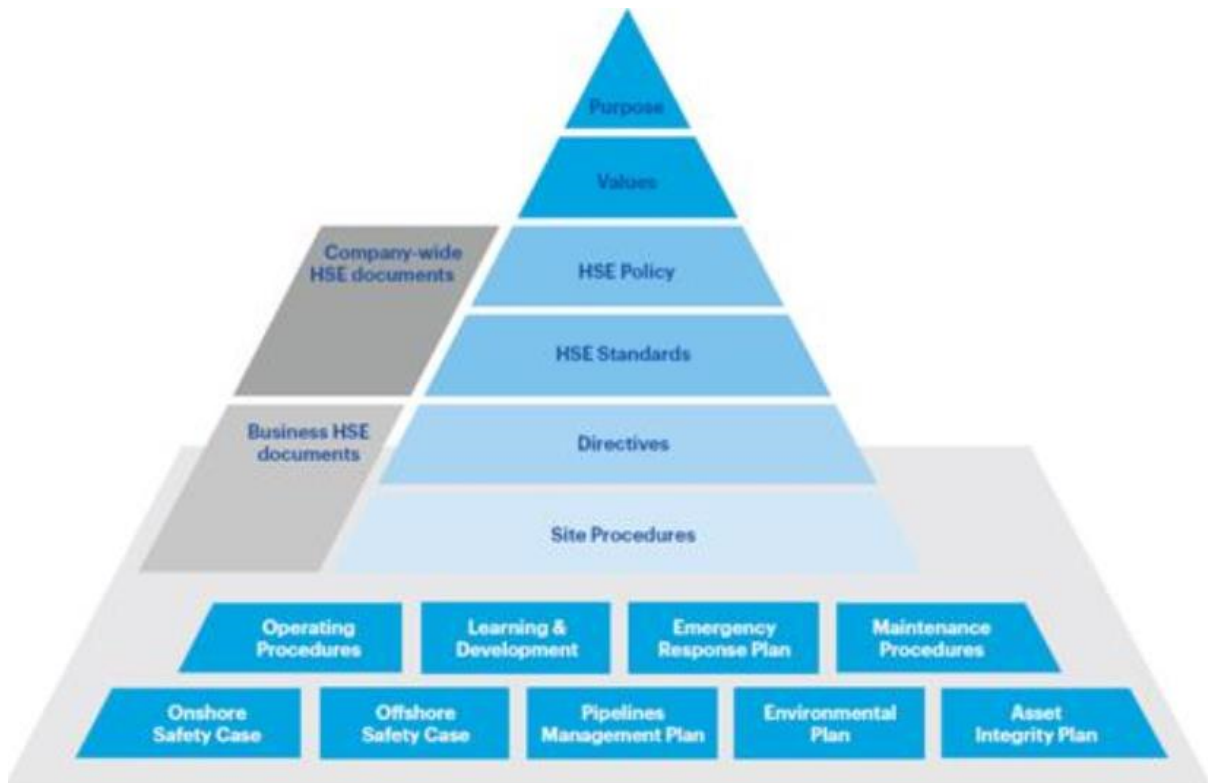 Purpose
Values
Company-wide
HSE documents
HSE Policy
HSE Standards
Business HSE
documents
Directives
Site Procedures
Operating
Procedures
Learning &
Development
Emergency
Response Plan
Maintenance
Procedures
Onshore
Safety Case
Offshore
Safety Case
Pipelines
Management Plan
Environmental
Plan
Asset
Integrity Plan